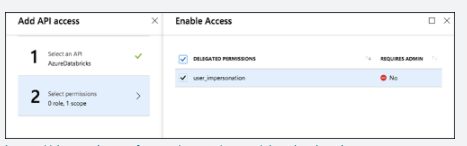 Add API access
Enable Access
1
Select an API
AzureDatabricks
2
Select permissions
0 role, 1 scope
DELEGATED PERMISSIONS
REQUIRES ADMIN
user_impersonation
No